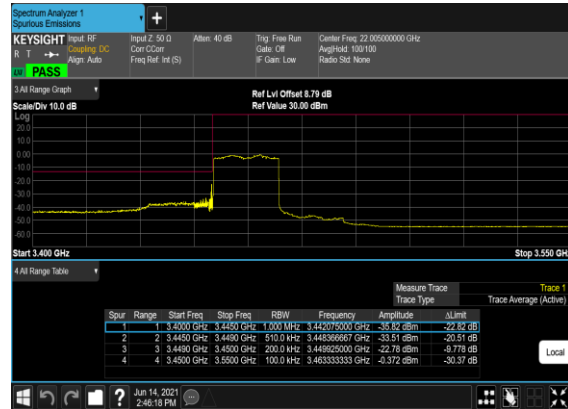 Spectrum Analyzer 1
Spurious Emissions
KEYSIGHT Input: RF Input Z: 50 Ω Atten: 40 dB Trig: Free Run Center Freq: 22.005000000 GHz
R T Coupling: DC Corr CCorr Gate: Off Avg|Hold: 100/100
Align: Auto Freq Ref: Int (S) IF Gain: Low Radio Std: None
PASS
3 All Range Graph
Ref Lvl Offset 8.79 dB
Scale/Div 10.0 dB Ref Value 30.00 dBm
Log
20.0
10.0
0.00
-10.0
-20.0
-30.0
-40.0
-50.0
-60.0
Start 3.400 GHz Stop 3.550 GHz
4 All Range Table
Measure Trace Trace 1
Trace Type Trace Average (Active)
Spur Range Start Freq Stop Freq RBW Frequency Amplitude ΔLimit
1 1 3.4000 GHz 3.4450 GHz 1.000 MHz 3.442075000 GHz -35.82 dBm -22.82 dB
2 2 3.4450 GHz 3.4490 GHz 510.0 kHz 3.448366667 GHz -33.51 dBm -20.51 dB
3 3 3.4490 GHz 3.4500 GHz 200.0 kHz 3.449925000 GHz -22.78 dBm -9.778 dB
4 4 3.4500 GHz 3.5500 GHz 100.0 kHz 3.463333333 GHz -0.372 dBm -30.37 dB
Local
? Jun 14, 2021
2:46:18 PM